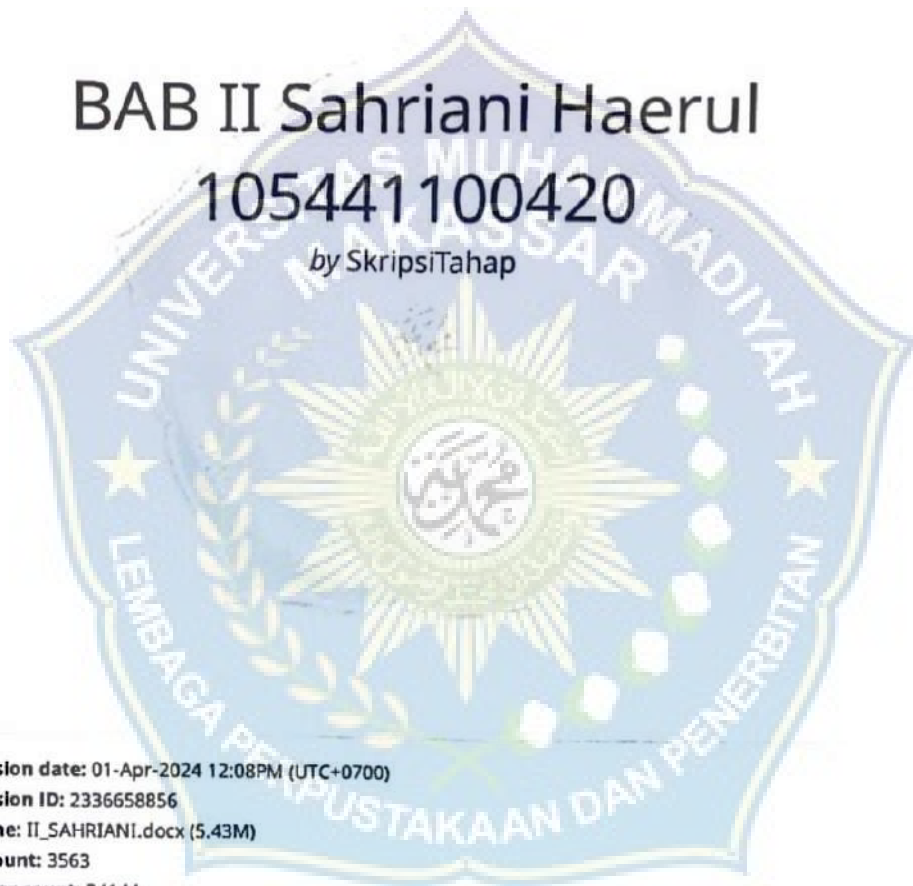 BAB II Sahriani Haerul
105441100420
by SkripsiTahap
UNIVERSITAS MUHAMMADIYAH
MAKASSAR
LEMBAGA PERPUSTAKAAN DAN PENERBITAN
sion date: 01-Apr-2024 12:08PM (UTC+0700)
sion ID: 2336658856
ne: II_SAHRIANI.docx (5.43M)
ount: 3563